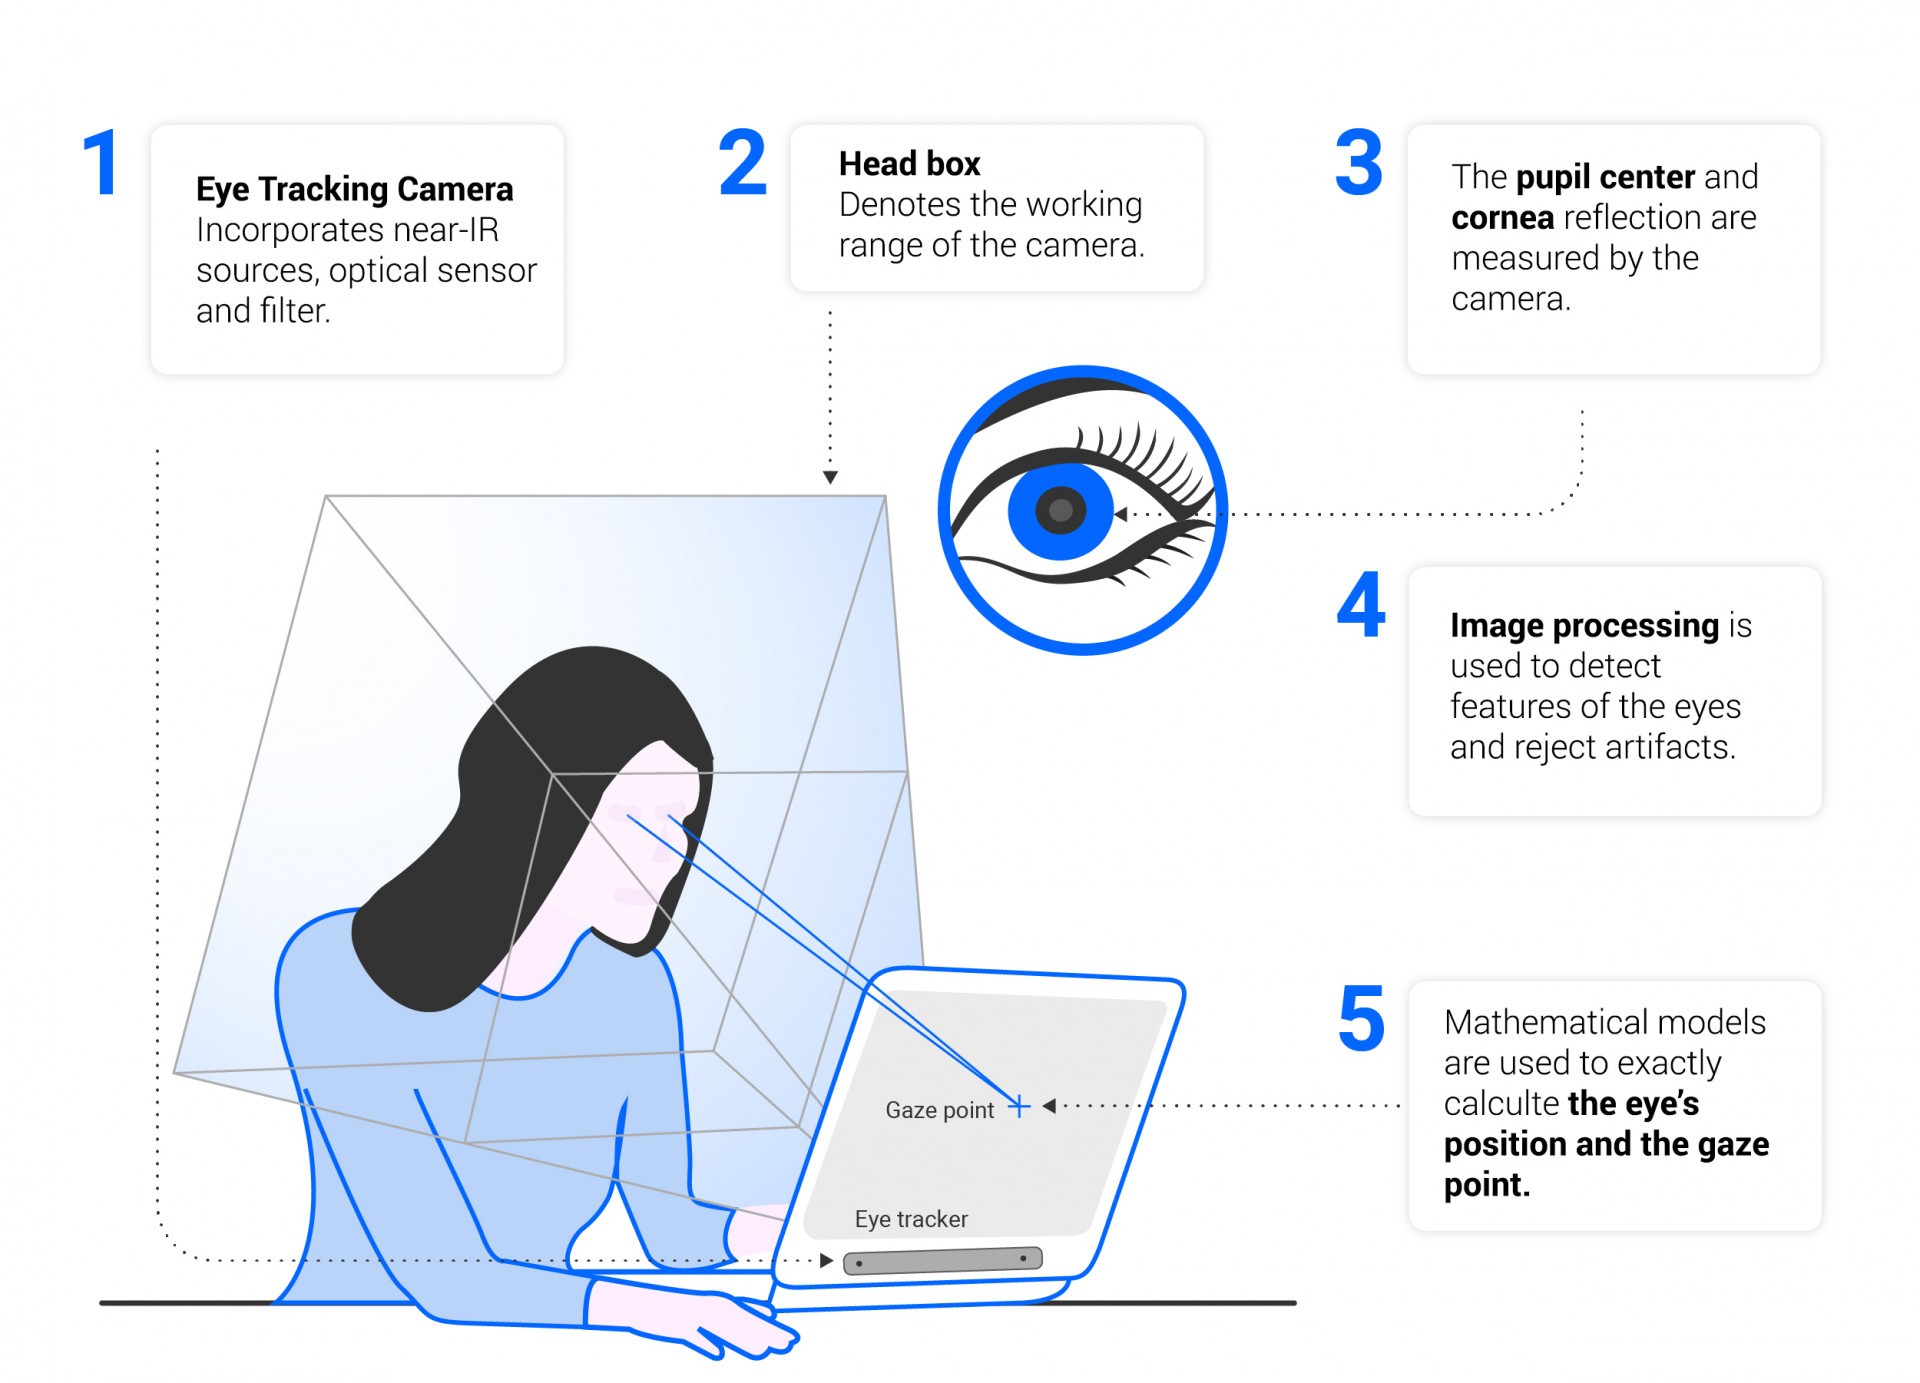 1
Eye Tracking Camera
Incorporates near-IR
sources, optical sensor
and filter.
2
Head box
Denotes the working
range of the camera.
3
The pupil center and
cornea reflection are
measured by the
camera.
4
Image processing is
used to detect
features of the eyes
and reject artifacts.
5
Mathematical models
are used to exactly
calculte the eye's
position and the gaze
point.
Gaze point
Eye tracker